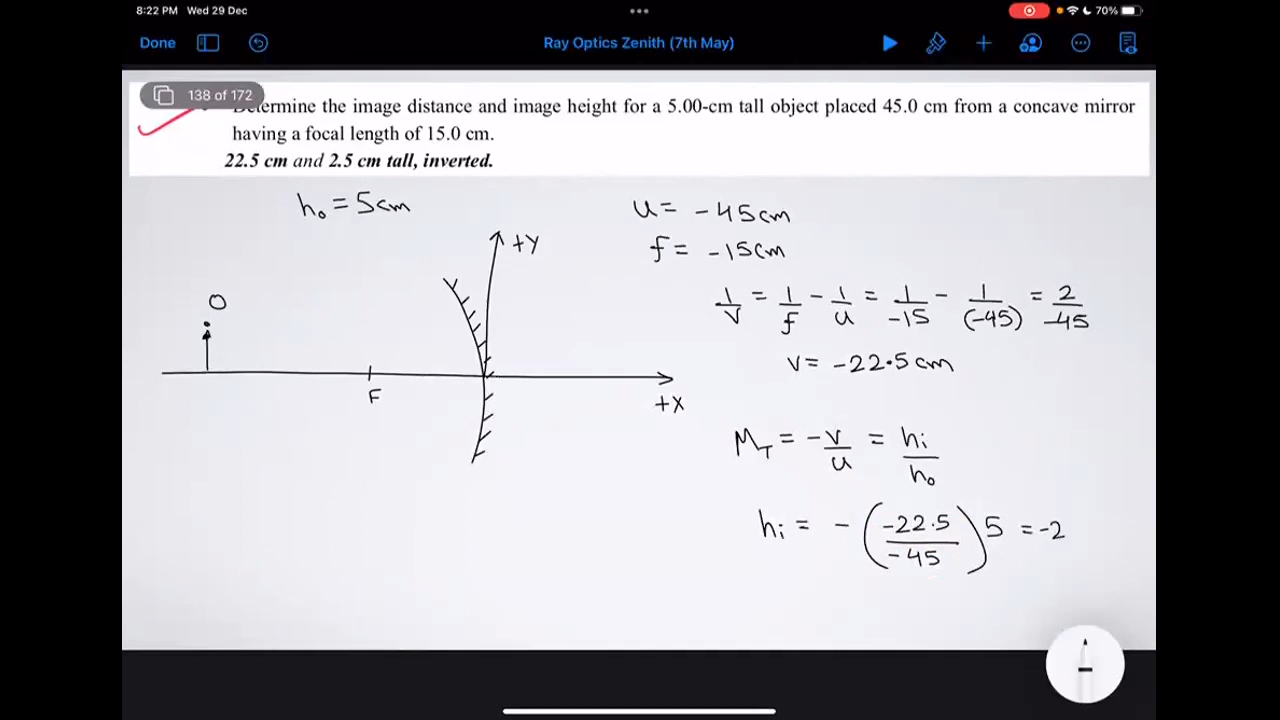 8:22 PM Wed 29 Dec
70%
Done
Ray Optics Zenith (7th May)
138 of 172
Determine the image distance and image height for a 5.00-cm tall object placed 45.0 cm from a concave mirror
having a focal length of 15.0 cm.
22.5 cm and 2.5 cm tall, inverted.
h₀ = 5cm
u = -45cm
f = -15cm
+Y
O
1/v = 1/f - 1/u = 1/-15 - 1/(-45) = 2/-45
v = -22.5cm
F
+X
M_T = -v/u = hᵢ/h₀
hᵢ = -(-22.5/-45)5 = -2